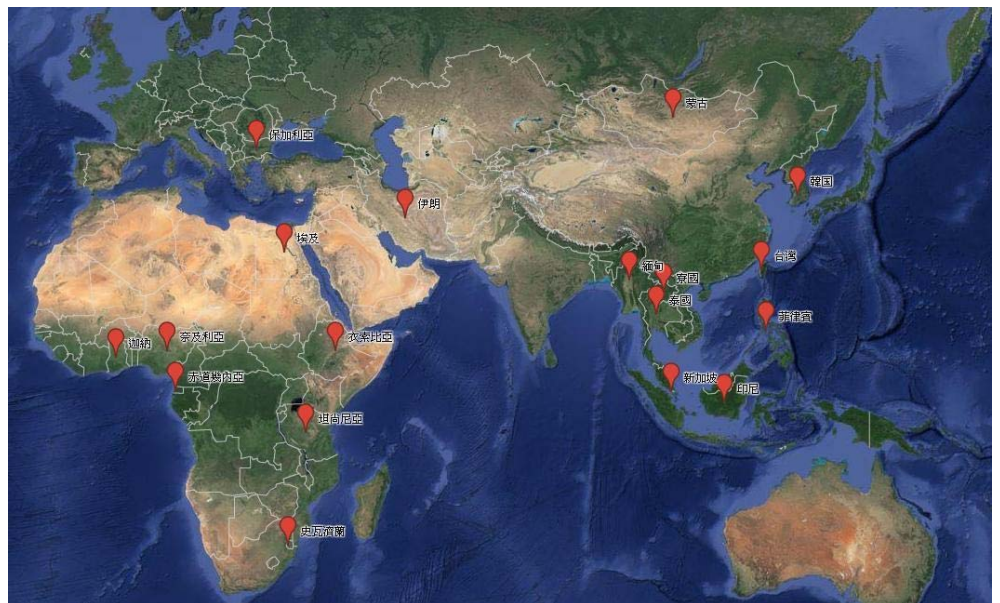 蒙古
保加利亞
韓国
伊朗
埃及
台灣
緬甸
寮國
泰國
菲律賓
迦納
奈及利亞
衣索比亞
赤道幾內亞
新加坡
印尼
坦尚尼亞
史瓦濟蘭